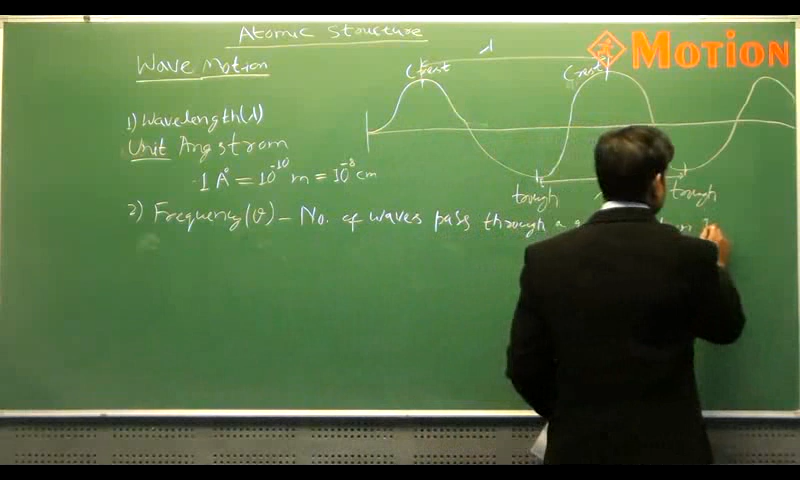 Atomic Structure
MOTION
Wave Motion
λ
Crest Crest
1) Wavelength(λ)
Unit Angstrom
1 A° = 10⁻¹⁰ m = 10⁻⁸ cm
trough trough
2) Frequency(ϑ) – No. of waves pass through a